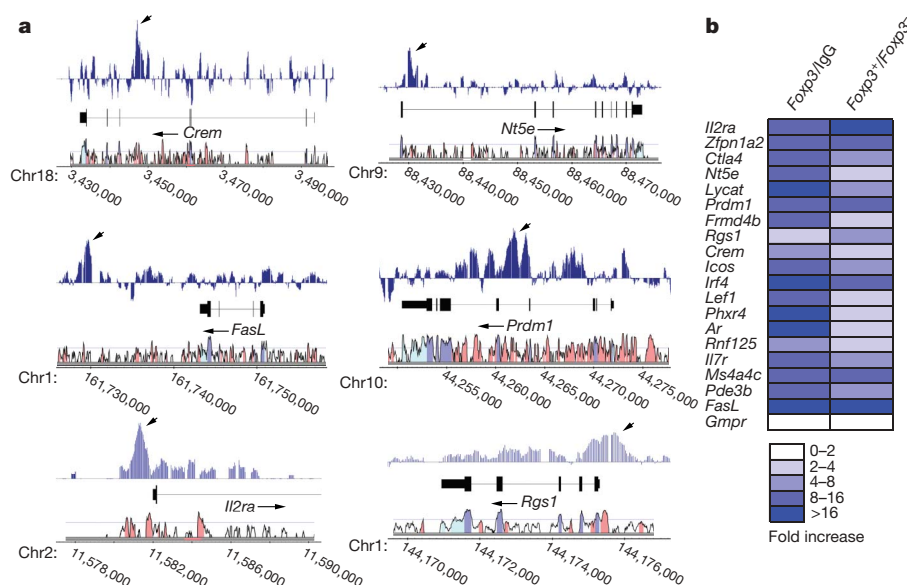 a
Crem
Chr18:
3,430,000
3,450,000
3,470,000
3,490,000
Nt5e
Chr9:
88,430,000
88,440,000
88,450,000
88,460,000
88,470,000
FasL
Chr1:
161,730,000
161,740,000
161,750,000
Prdm1
Chr10:
44,255,000
44,260,000
44,265,000
44,270,000
44,275,000
Il2ra
Chr2:
11,578,000
11,582,000
11,586,000
11,590,000
Rgs1
Chr1:
144,170,000
144,172,000
144,174,000
144,176,000
b
Foxp3/IgG
Foxp3+/Foxp3–
Il2ra
Zfpn1a2
Ctla4
Nt5e
Lycat
Prdm1
Frmd4b
Rgs1
Crem
Icos
Irf4
Lef1
Phxr4
Ar
Rnf125
Il7r
Ms4a4c
Pde3b
FasL
Gmpr
0–2
2–4
4–8
8–16
>16
Fold increase